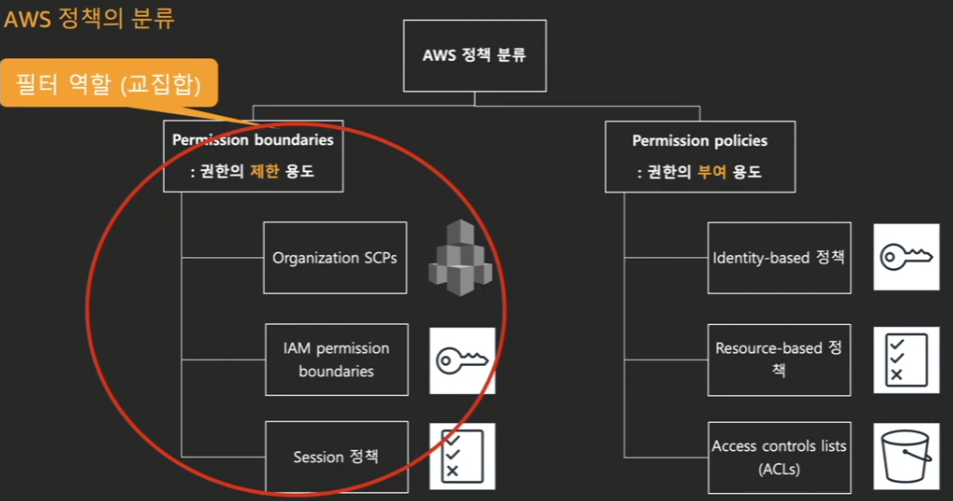 AWS 정책의 분류
AWS 정책 분류
필터 역할 (교집합)
Permission boundaries
: 권한의 제한 용도
Permission policies
: 권한의 부여 용도
Organization SCPs
Identity-based 정책
IAM permission
boundaries
Resource-based 정
책
Session 정책
Access controls lists
(ACLs)